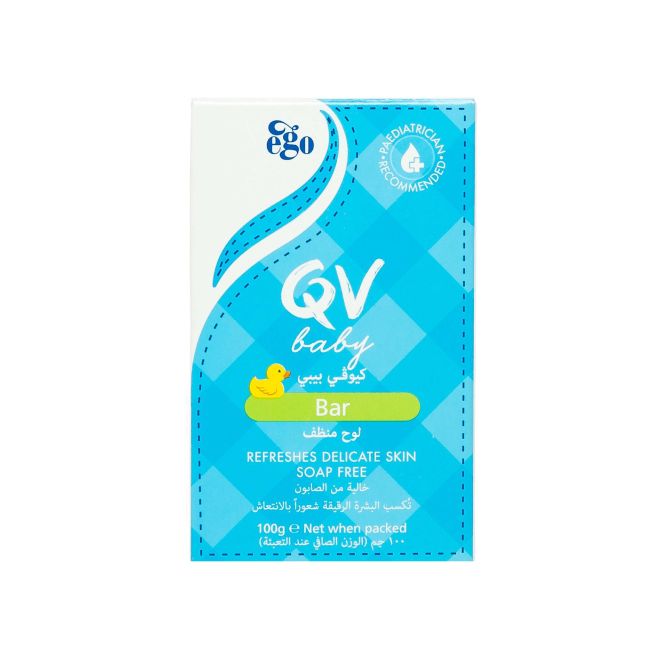 ego
PAEDIATRICIAN
RECOMMENDED
QV
baby
كيوڤي بيبي
Bar
لوح منظف
REFRESHES DELICATE SKIN
SOAP FREE
خالية من الصابون
تُكسب البشرة الرقيقة شعوراً بالانتعاش
100g ℮ Net when packed
١٠٠ جم (الوزن الصافي عند التعبئة)